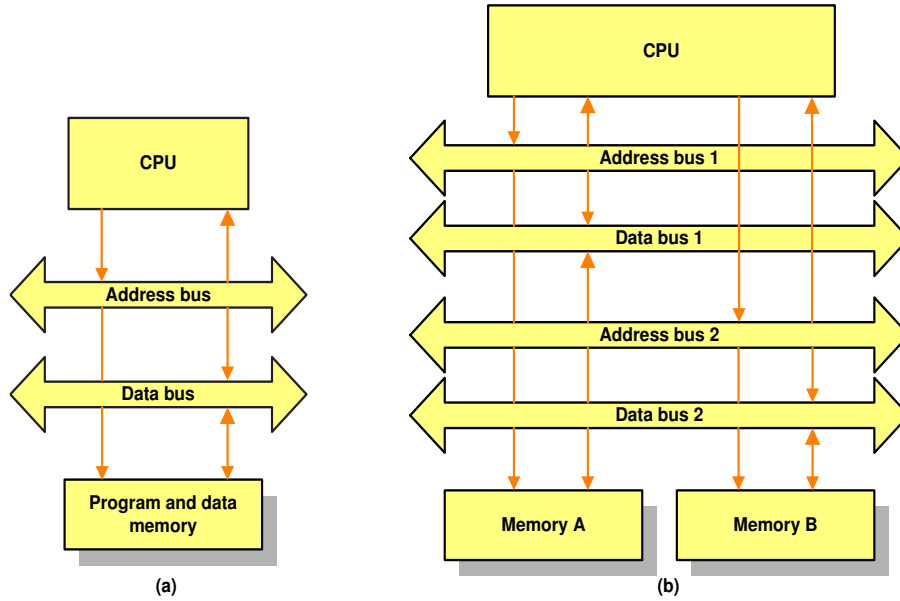 CPU
Address bus
Data bus
Program and data
memory
(a)
CPU
Address bus 1
Data bus 1
Address bus 2
Data bus 2
Memory A
Memory B
(b)